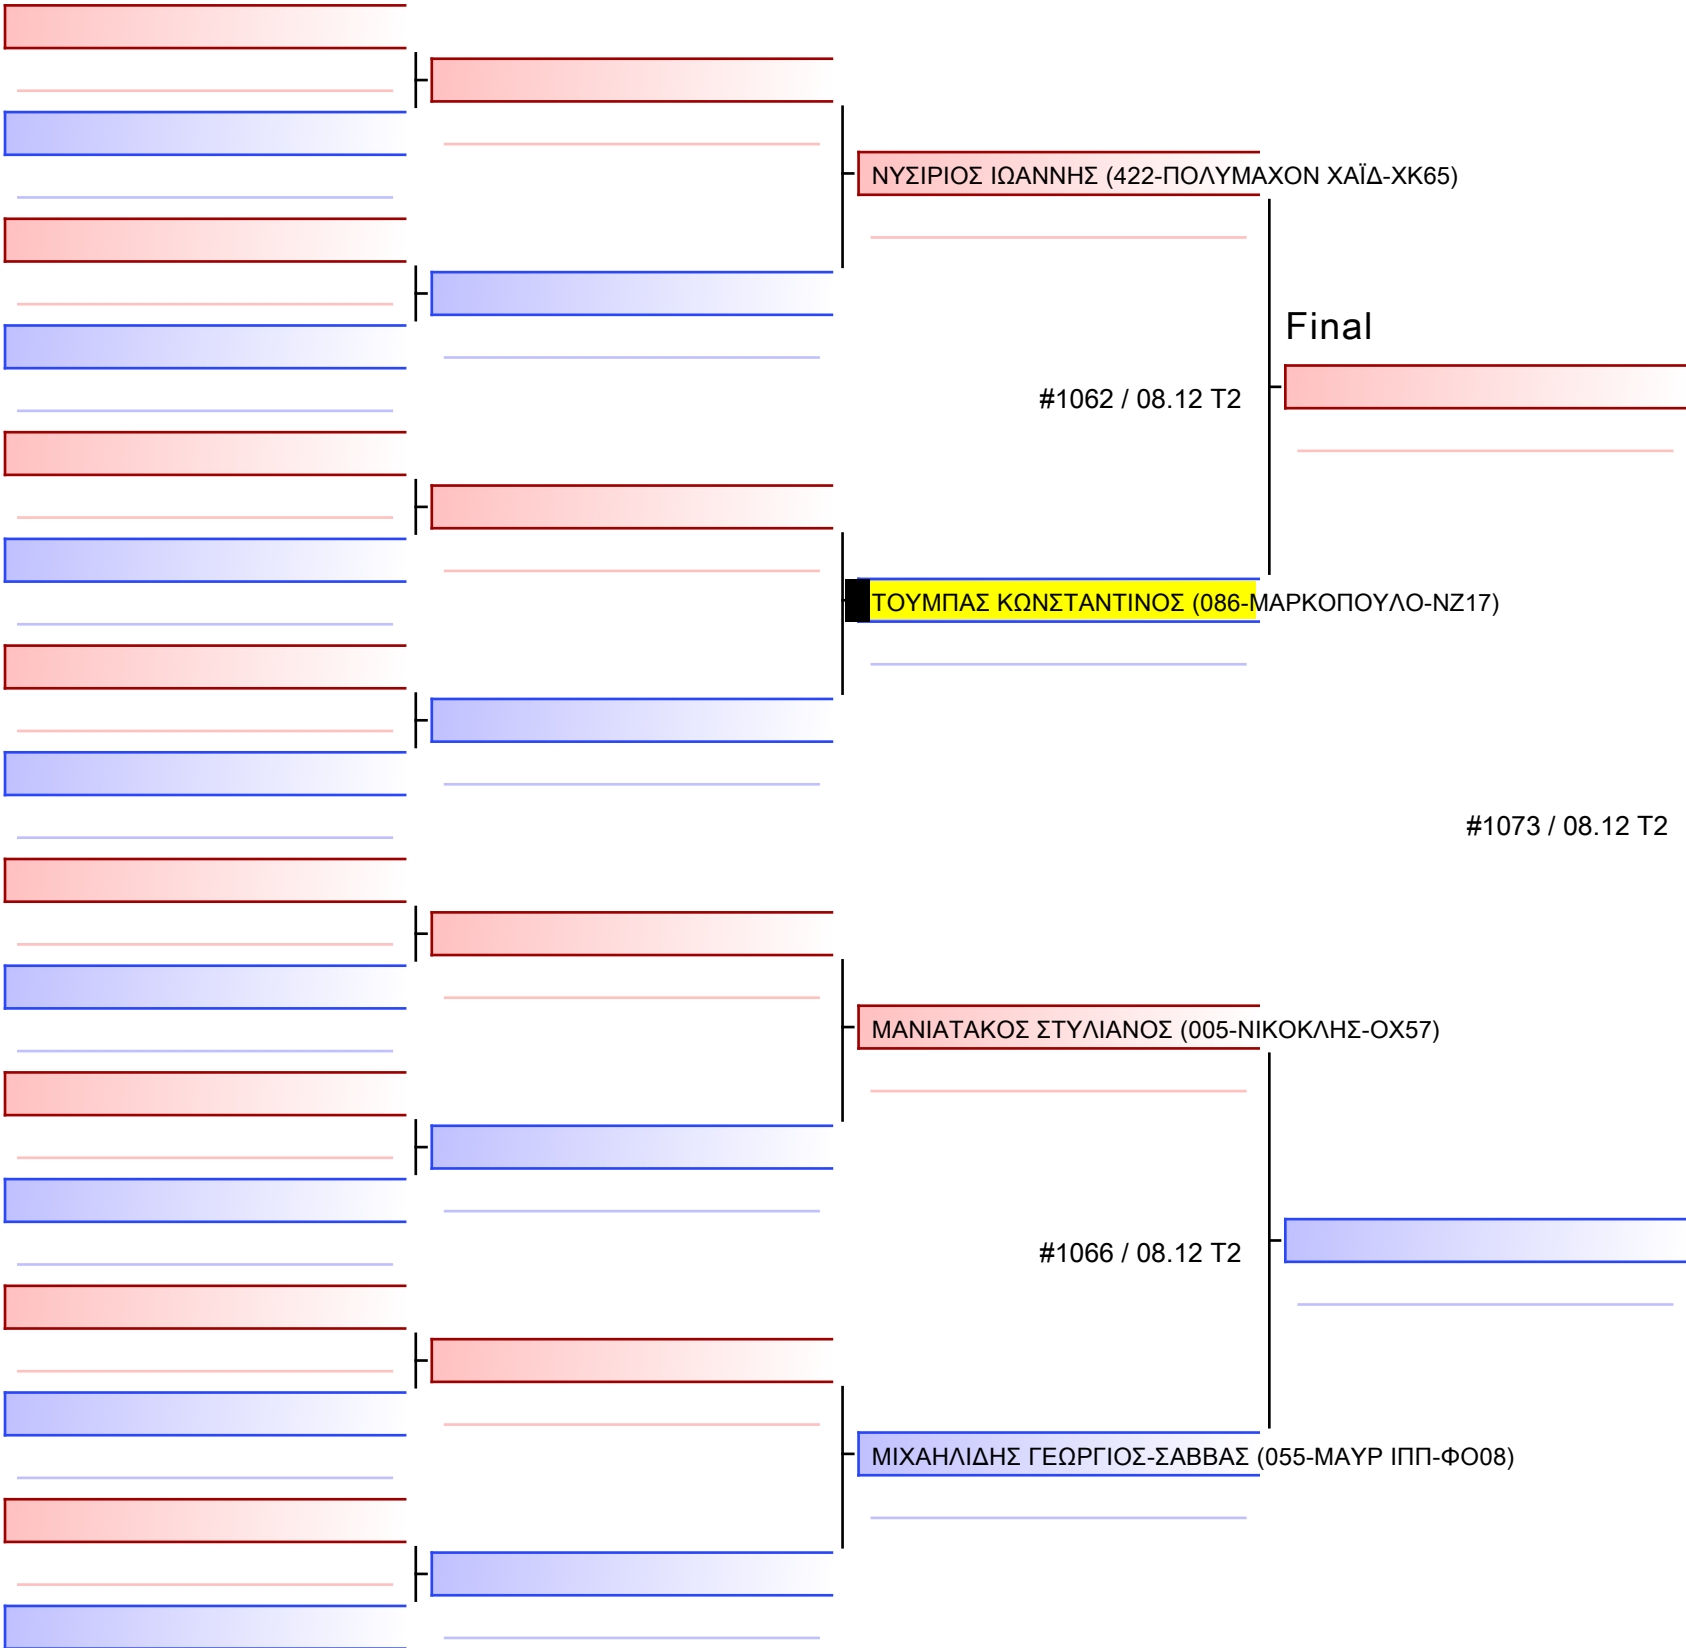 ΝΥΣΙΡΙΟΣ ΙΩΑΝΝΗΣ (422-ΠΟΛΥΜΑΧΟΝ ΧΑΪΔ-ΧΚ65)
Final
#1062 / 08.12 T2
ΤΟΥΜΠΑΣ ΚΩΝΣΤΑΝΤΙΝΟΣ (086-ΜΑΡΚΟΠΟΥΛΟ-ΝΖ17)
#1073 / 08.12 T2
ΜΑΝΙΑΤΑΚΟΣ ΣΤΥΛΙΑΝΟΣ (005-ΝΙΚΟΚΛΗΣ-ΟΧ57)
#1066 / 08.12 T2
ΜΙΧΑΗΛΙΔΗΣ ΓΕΩΡΓΙΟΣ-ΣΑΒΒΑΣ (055-ΜΑΥΡ ΙΠΠ-ΦΟ08)